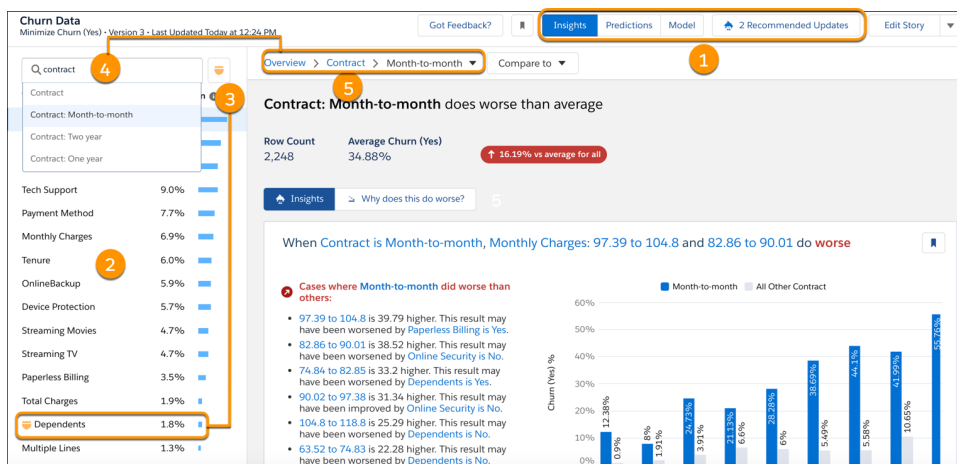 Churn Data
Minimize Churn (Yes) • Version 3 • Last Updated Today at 12:24 PM
Got Feedback?
Insights
Predictions
Model
2 Recommended Updates
Edit Story
1
contract
4
Overview > Contract > Month-to-month
Compare to
5
3
Contract
Contract: Month-to-month
Contract: Two year
Contract: One year
Tech Support 9.0%
Payment Method 7.7%
Monthly Charges 6.9%
Tenure 6.0%
2
OnlineBackup 5.9%
Device Protection 5.7%
Streaming Movies 4.7%
Streaming TV 4.7%
Paperless Billing 3.5%
Total Charges 1.9%
Dependents 1.8%
Multiple Lines 1.3%
Contract: Month-to-month does worse than average
Row Count
2,248
Average Churn (Yes)
34.88%
16.19% vs average for all
Insights
Why does this do worse?
5
When Contract is Month-to-month, Monthly Charges: 97.39 to 104.8 and 82.86 to 90.01 do worse
Cases where Month-to-month did worse than
others:
• 97.39 to 104.8 is 39.79 higher. This result may
have been worsened by Paperless Billing is Yes.
• 82.86 to 90.01 is 38.52 higher. This result may
have been worsened by Online Security is No.
• 74.84 to 82.85 is 33.2 higher. This result may
have been worsened by Dependents is Yes.
• 90.02 to 97.38 is 31.34 higher. This result may
have been improved by Online Security is No.
• 104.8 to 118.8 is 25.29 higher. This result may
have been worsened by Dependents is No.
• 63.52 to 74.83 is 22.28 higher. This result may
have been worsened by Dependents is No.
Month-to-month
All Other Contract
Churn (Yes) %
60%
50%
40%
30%
20%
10%
0%
12.38%
0.9%
8%
1.91%
24.73%
3.91%
21.13%
6.6%
28.28%
6%
38.69%
5.49%
44.1%
5.58%
41.99%
10.65%
55.76%